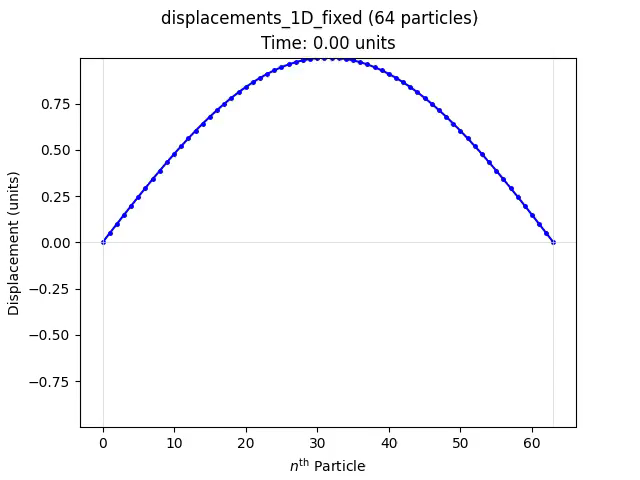 displacements_1D_fixed (64 particles)
Time: 0.00 units
0.75
0.50
0.25
0.00
−0.25
−0.50
−0.75
Displacement (units)
0 10 20 30 40 50 60
nᵗʰ Particle